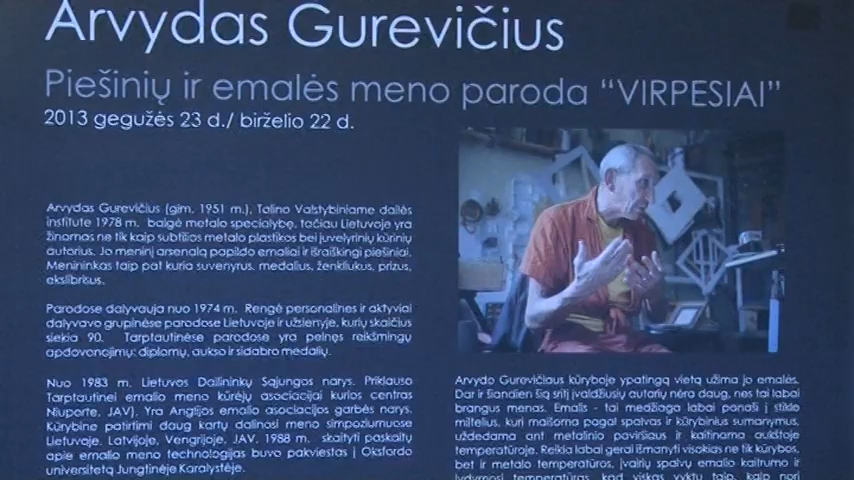 Arvydas Gurevičius
Piešinių ir emalės meno paroda “VIRPESIAI”
2013 gegužės 23 d./ birželio 22 d.
Arvydas Gurevičius (gim. 1951 m.), Talino Valstybiniame dailės
institute 1978 m. baigė metalo specialybę, tačiau Lietuvoje yra
žinomas ne tik kaip subtilios metalo plastikos bei juvelyrinių kūrinių
autorius. Jo meninį arsenalą papildo emaliai ir išraiškingi piešiniai.
Menininkas taip pat kuria suvenyrus, medalius, ženkliukus, prizus,
ekslibrisus.
Parodose dalyvauja nuo 1974 m. Rengė personalines ir aktyviai
dalyvavo grupinėse parodose Lietuvoje ir užsienyje, kurių skaičius
siekia 90. Tarptautinėse parodose yra pelnęs reikšmingų
apdovanojimų: diplomų, aukso ir sidabro medalių.
Nuo 1983 m. Lietuvos Dailininkų Sąjungos narys. Priklauso
Tarptautinei emalio meno kūrėjų asociacijai kurios centras
Niuporte, JAV). Yra Anglijos emalio asociacijos garbės narys.
Kūrybine patirtimi daug kartų dalinosi meno simpoziumuose
Lietuvoje, Latvijoje, Vengrijoje, JAV. 1988 m. skaityti paskaitų
apie emalio meno technologijas buvo pakviestas į Oksfordo
universitetą Jungtinėje Karalystėje.
Arvydo Gurevičiaus kūryboje ypatingą vietą užima jo emalės.
Dar ir šiandien šią sritį įvaldžiusių autorių nėra daug, nes tai labai
brangus menas. Emalis - tai medžiaga labai panaši į stiklo
miltelius, kuri maišoma pagal spalvas ir kūrybinius sumanymus,
uždedama ant metalinio paviršiaus ir kaitinama aukštoje
temperatūroje. Reikia labai gerai išmanyti visokias ne tik kūrybos,
bet ir metalo temperatūros, įvairių spalvų emalio kaitrumo ir
lydymosi temperatūras, kad viskas vyktų taip, kaip nori